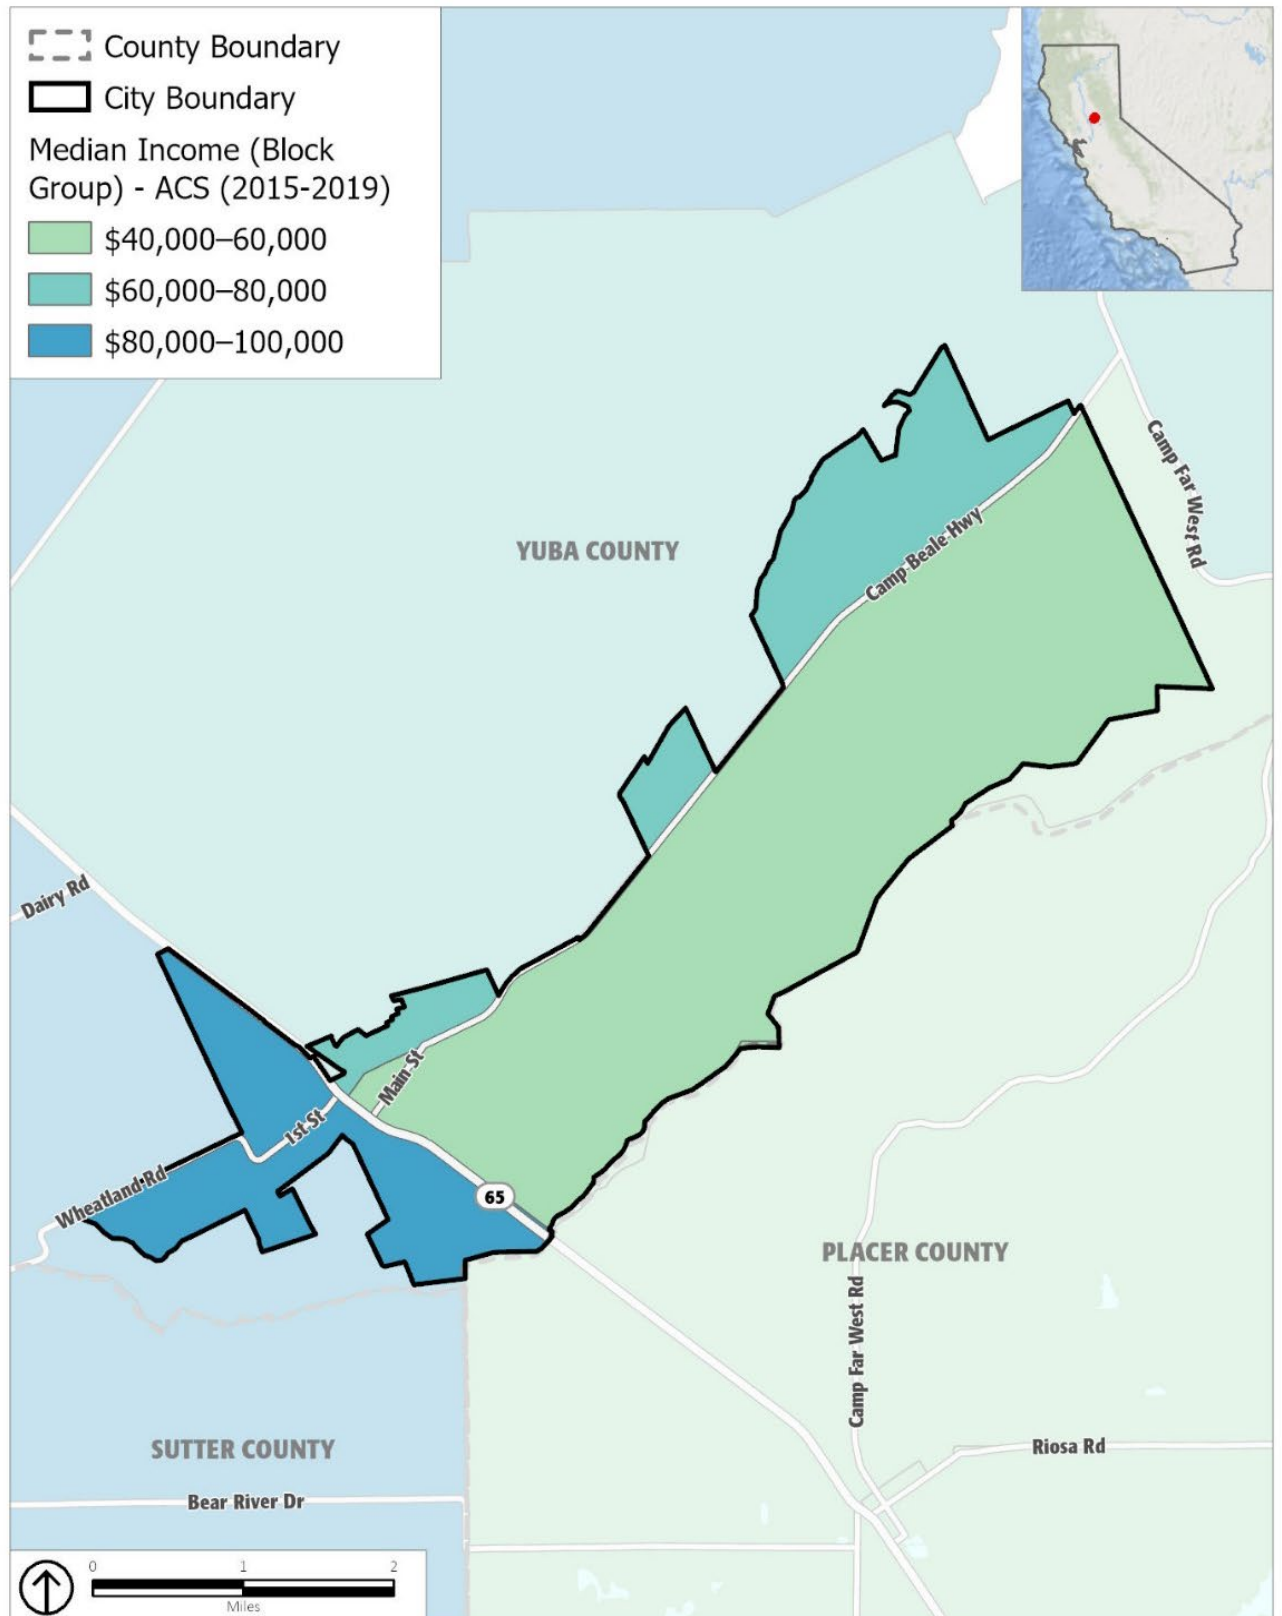 County Boundary
City Boundary
Median Income (Block
Group) - ACS (2015-2019)
$40,000–60,000
$60,000–80,000
$80,000–100,000
Camp Far West Rd
YUBA COUNTY
Camp Beale Hwy
Dairy Rd
Main St
1st St
Wheatland Rd
65
PLACER COUNTY
Camp Far West Rd
SUTTER COUNTY
Riosa Rd
Bear River Dr
0 1 2
Miles